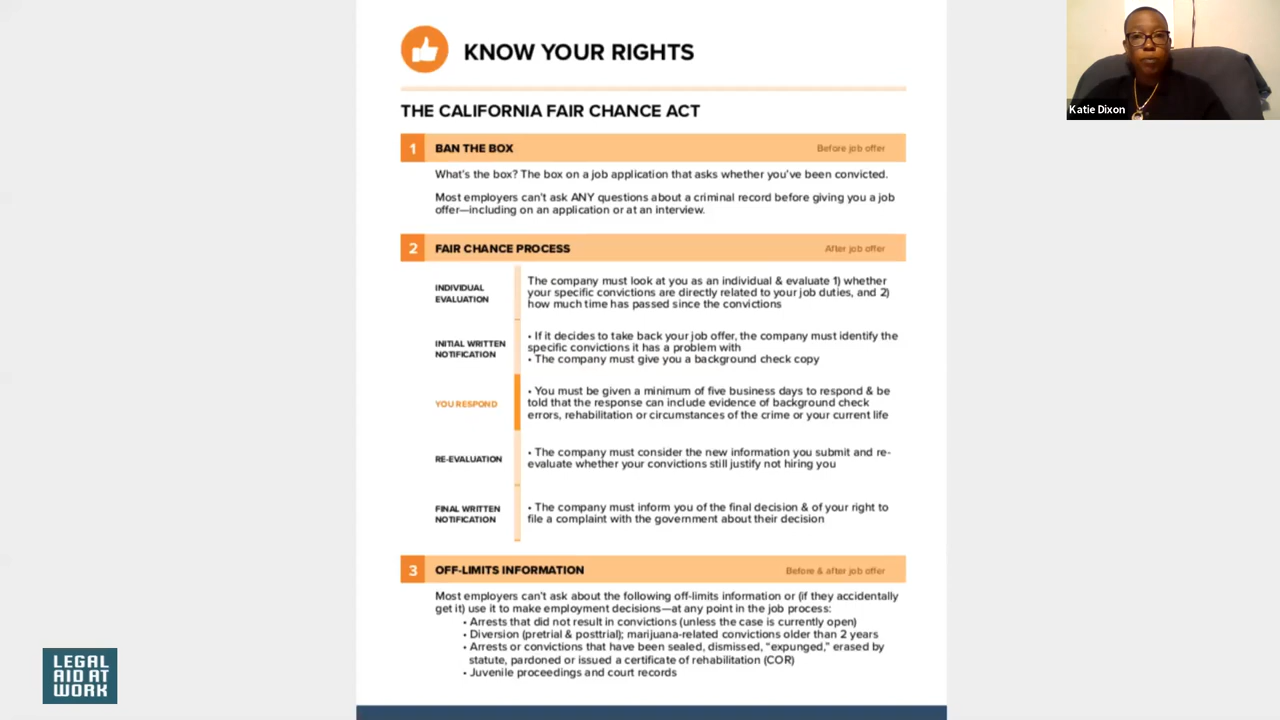 KNOW YOUR RIGHTS
Katie Dixon
THE CALIFORNIA FAIR CHANCE ACT
1 BAN THE BOX Before job offer
What's the box? The box on a job application that asks whether you've been convicted.
Most employers can't ask ANY questions about a criminal record before giving you a job
offer—including on an application or at an interview.
2 FAIR CHANCE PROCESS After job offer
INDIVIDUAL
EVALUATION
The company must look at you as an individual & evaluate 1) whether
your specific convictions are directly related to your job duties, and 2)
how much time has passed since the convictions
INITIAL WRITTEN
NOTIFICATION
• If it decides to take back your job offer, the company must identify the
specific convictions it has a problem with
• The company must give you a background check copy
YOU RESPOND
• You must be given a minimum of five business days to respond & be
told that the response can include evidence of background check
errors, rehabilitation or circumstances of the crime or your current life
RE-EVALUATION
• The company must consider the new information you submit and re-
evaluate whether your convictions still justify not hiring you
FINAL WRITTEN
NOTIFICATION
• The company must inform you of the final decision & of your right to
file a complaint with the government about their decision
3 OFF-LIMITS INFORMATION Before & after job offer
Most employers can't ask about the following off-limits information or (if they accidentally
get it) use it to make employment decisions—at any point in the job process:
• Arrests that did not result in convictions (unless the case is currently open)
• Diversion (pretrial & posttrial); marijuana-related convictions older than 2 years
• Arrests or convictions that have been sealed, dismissed, "expunged," erased by
statute, pardoned or issued a certificate of rehabilitation (COR)
• Juvenile proceedings and court records
LEGAL
AID AT
WORK